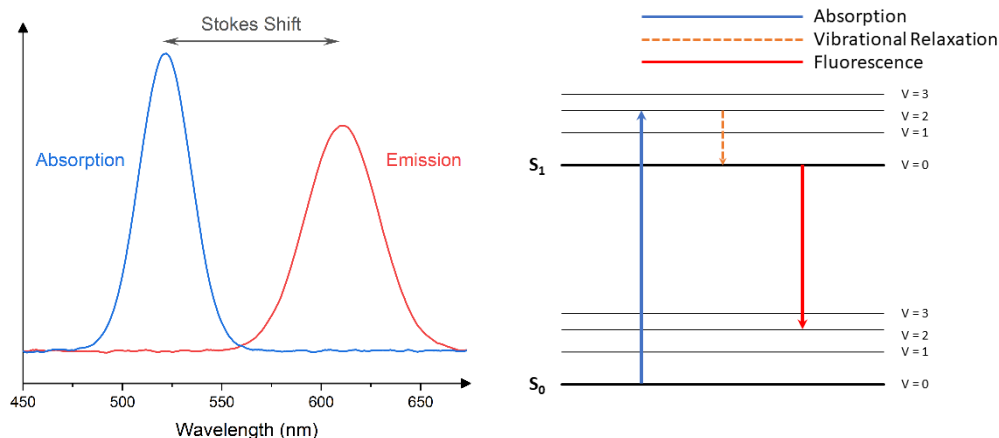 Stokes Shift
Absorption
Emission
450
500
550
600
650
Wavelength (nm)
Absorption
Vibrational Relaxation
Fluorescence
V = 3
V = 2
V = 1
S₁
V = 0
V = 3
V = 2
V = 1
S₀
V = 0